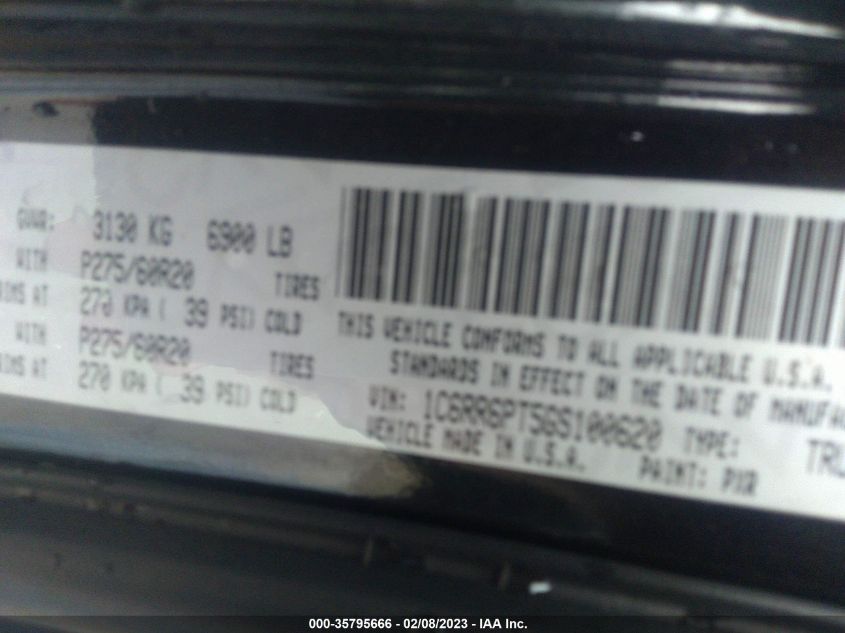 GVWR: 3130 KG 6900 LB
WITH P275/60R20 TIRES
RIMS AT 270 KPA ( 39 PSI) COLD
WITH P275/60R20 TIRES
RIMS AT 270 KPA ( 39 PSI) COLD
THIS VEHICLE CONFORMS TO ALL APPLICABLE U.S.A.
STANDARDS IN EFFECT ON THE DATE OF MANUFAC
VIN: 1C6RR6PT5GS100620 TYPE: TRU
VEHICLE MADE IN U.S.A. PAINT: PXR
000-35795666 - 02/08/2023 - IAA Inc.